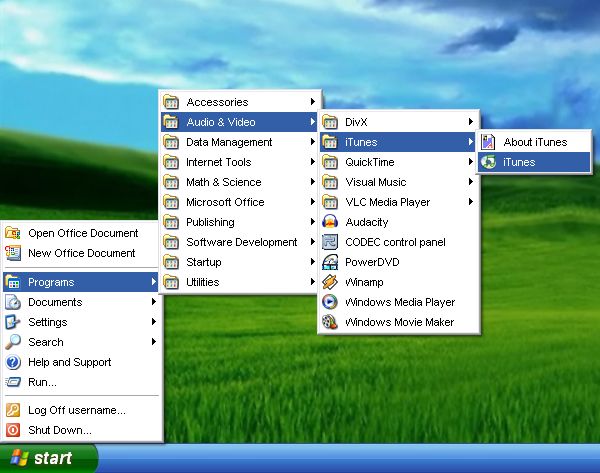 Open Office Document
New Office Document
Programs
Documents
Settings
Search
Help and Support
Run...
Log Off username...
Shut Down...
start
Accessories
Audio & Video
Data Management
Internet Tools
Math & Science
Microsoft Office
Publishing
Software Development
Startup
Utilities
DivX
iTunes
QuickTime
Visual Music
VLC Media Player
Audacity
CODEC control panel
PowerDVD
Winamp
Windows Media Player
Windows Movie Maker
About iTunes
iTunes